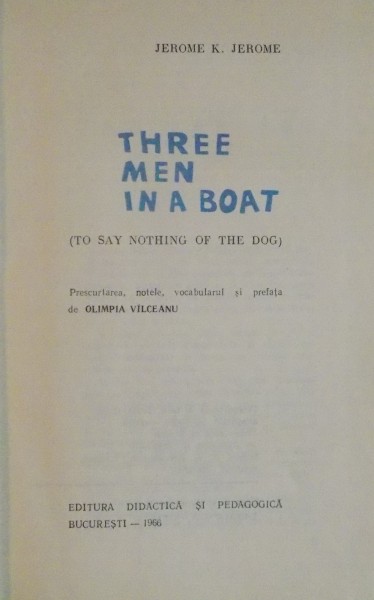 JEROME K. JEROME
THREE
MEN
IN A BOAT
(TO SAY NOTHING OF THE DOG)
Prescurtarea, notele, vocabularul și prefața
de OLIMPIA VÎLCEANU
EDITURA DIDACTICĂ ȘI PEDAGOGICĂ
BUCUREȘTI — 1966